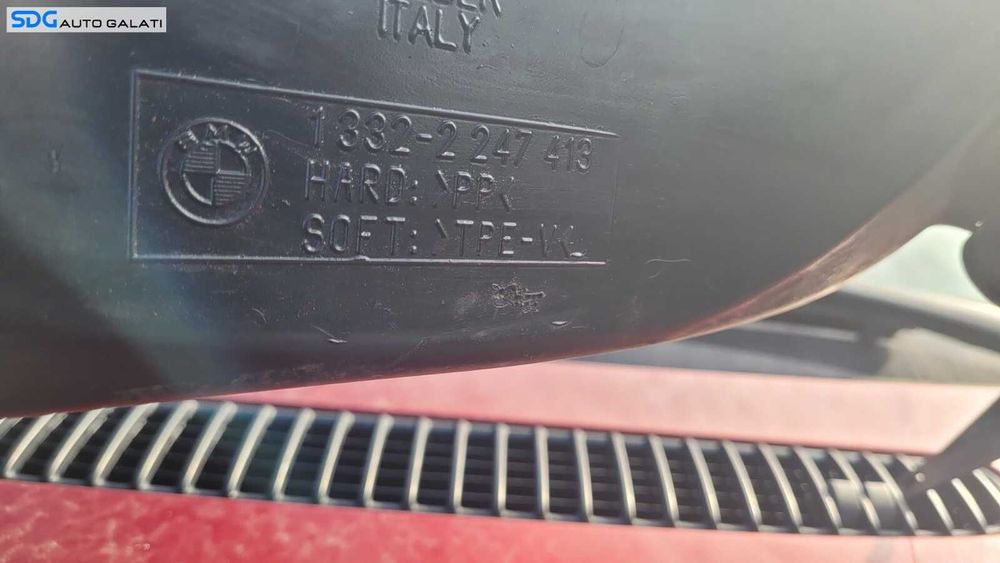 SDG AUTO GALATI
ITALY
BMW
1 332-2 247 413
HARD: >PP<
SOFT: >TPE-V<